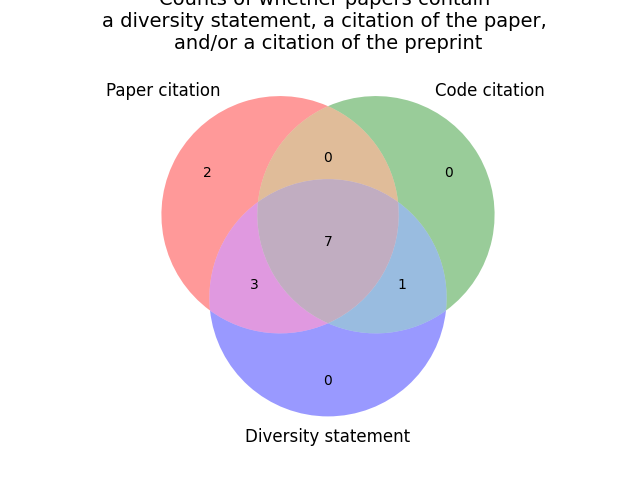 Counts of whether papers contain
a diversity statement, a citation of the paper,
and/or a citation of the preprint
Paper citation
Code citation
0
2
0
7
3
1
0
Diversity statement